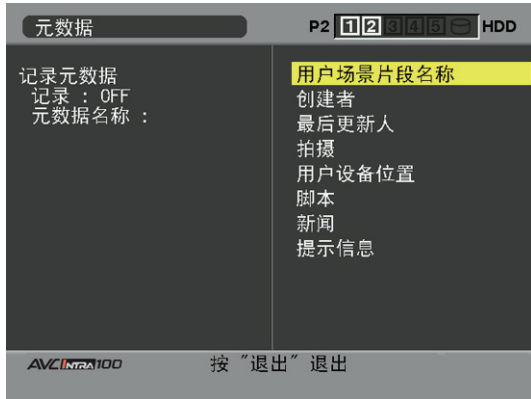 元数据
P2 1 2 3 4 5 HDD
记录元数据
记录 : OFF
元数据名称 :
用户场景片段名称
创建者
最后更新人
拍摄
用户设备位置
脚本
新闻
提示信息
AVC INTRA 100
按 "退出" 退出